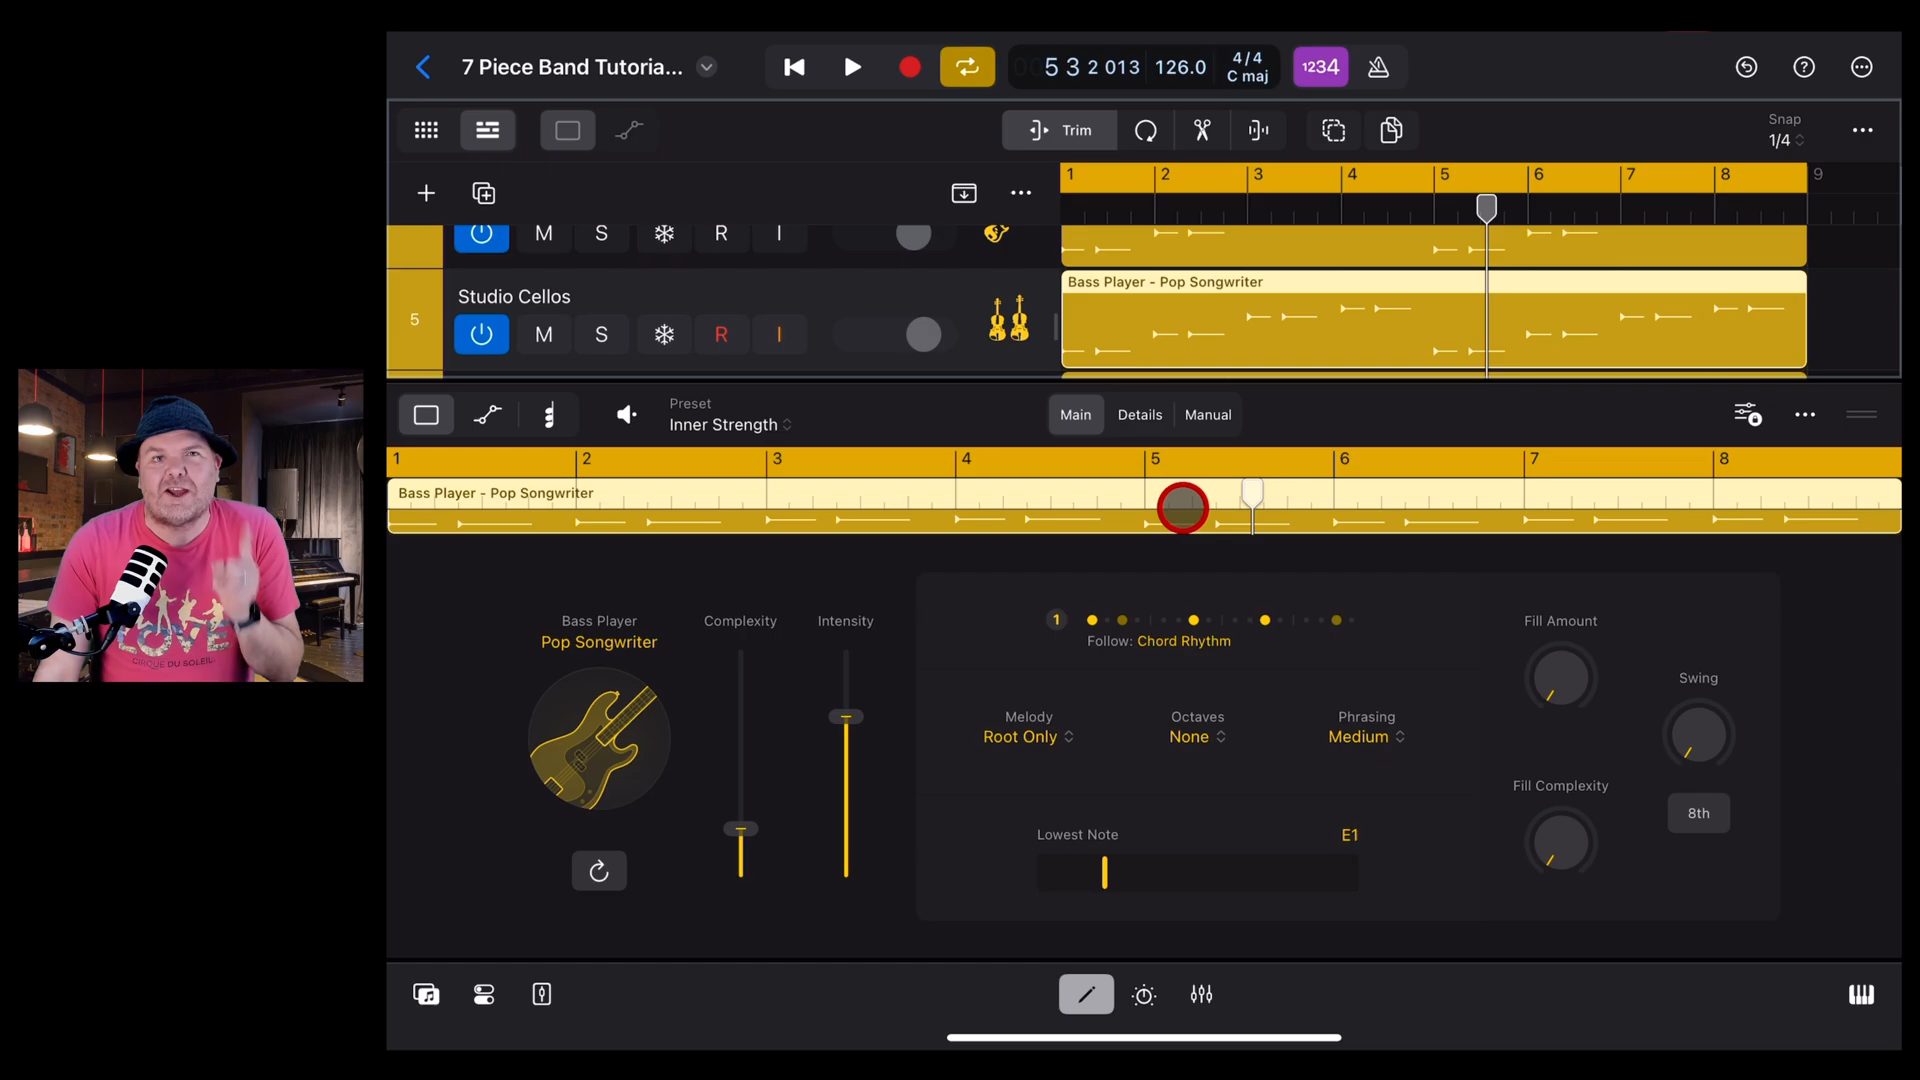 7 Piece Band Tutoria...
5 3 2 013
126.0
4/4
C maj
1234
Trim
Snap
1/4
1 2 3 4 5 6 7 8 9
M S R I
Studio Cellos
5
M S R I
Bass Player - Pop Songwriter
Preset
Inner Strength
Main Details Manual
1 2 3 4 5 6 7 8
Bass Player - Pop Songwriter
Bass Player
Pop Songwriter
Complexity
Intensity
1
Follow: Chord Rhythm
Melody
Root Only
Octaves
None
Phrasing
Medium
Lowest Note
E1
Fill Amount
Swing
Fill Complexity
8th
LOVE
CIRQUE DU SOLEIL